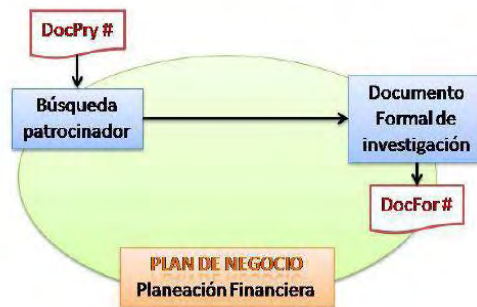 DocPry #
Búsqueda
patrocinador
Documento
Formal de
investigación
DocFor #
PLAN DE NEGOCIO
Planeación Financiera